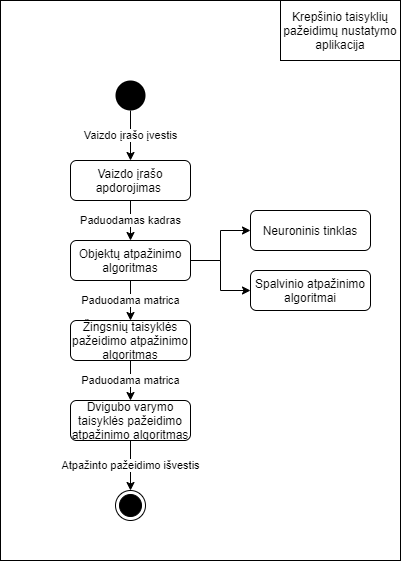 Krepšinio taisyklių
pažeidimų nustatymo
aplikacija
Vaizdo įrašo įvestis
Vaizdo įrašo
apdorojimas
Paduodamas kadras
Objektų atpažinimo
algoritmas
Neuroninis tinklas
Spalvinio atpažinimo
algoritmai
Paduodama matrica
Žingsnių taisyklės
pažeidimo atpažinimo
algoritmas
Paduodama matrica
Dvigubo varymo
taisyklės pažeidimo
atpažinimo algoritmas
Atpažinto pažeidimo išvestis